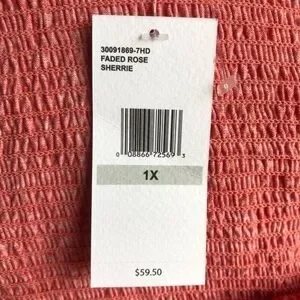 30091869-7HD
FADED ROSE
SHERRIE
0 08866 72569 3
1X
$59.50